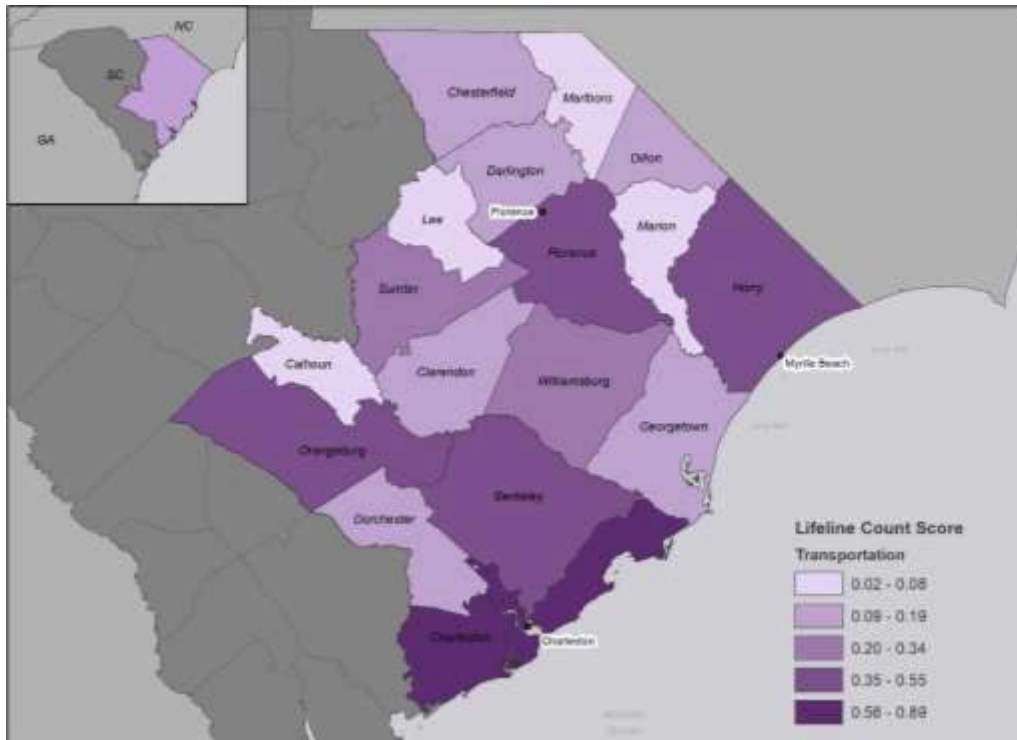 NC
SC
GA
Chesterfield
Marlboro
Dillon
Darlington
Lee
Florence
Marion
Florence
Horry
Sumter
Myrtle Beach
Calhoun
Clarendon
Williamsburg
Georgetown
Orangeburg
Berkeley
Dorchester
Charleston
Charleston
Lifeline Count Score
Transportation
0.02 - 0.08
0.09 - 0.19
0.20 - 0.34
0.35 - 0.55
0.56 - 0.89